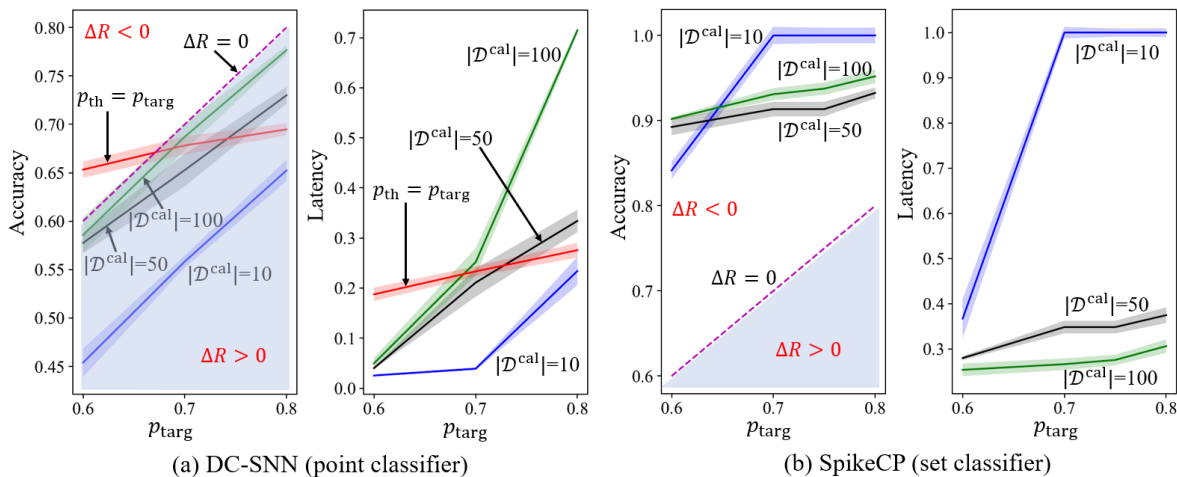 0.80
0.75
0.70
0.65
0.60
0.55
0.50
0.45
Accuracy
ΔR < 0
ΔR = 0
p_th = p_targ
|𝒟^cal|=100
|𝒟^cal|=50
|𝒟^cal|=10
ΔR > 0
0.6 0.7 0.8
p_targ
0.7
0.6
0.5
0.4
0.3
0.2
0.1
0.0
Latency
|𝒟^cal|=100
|𝒟^cal|=50
p_th = p_targ
|𝒟^cal|=10
0.6 0.7 0.8
p_targ
(a) DC-SNN (point classifier)
1.0
0.9
0.8
0.7
0.6
Accuracy
|𝒟^cal|=10
|𝒟^cal|=100
|𝒟^cal|=50
ΔR < 0
ΔR = 0
ΔR > 0
0.6 0.7 0.8
p_targ
1.0
0.9
0.8
0.7
0.6
0.5
0.4
0.3
Latency
|𝒟^cal|=10
|𝒟^cal|=50
|𝒟^cal|=100
0.6 0.7 0.8
p_targ
(b) SpikeCP (set classifier)